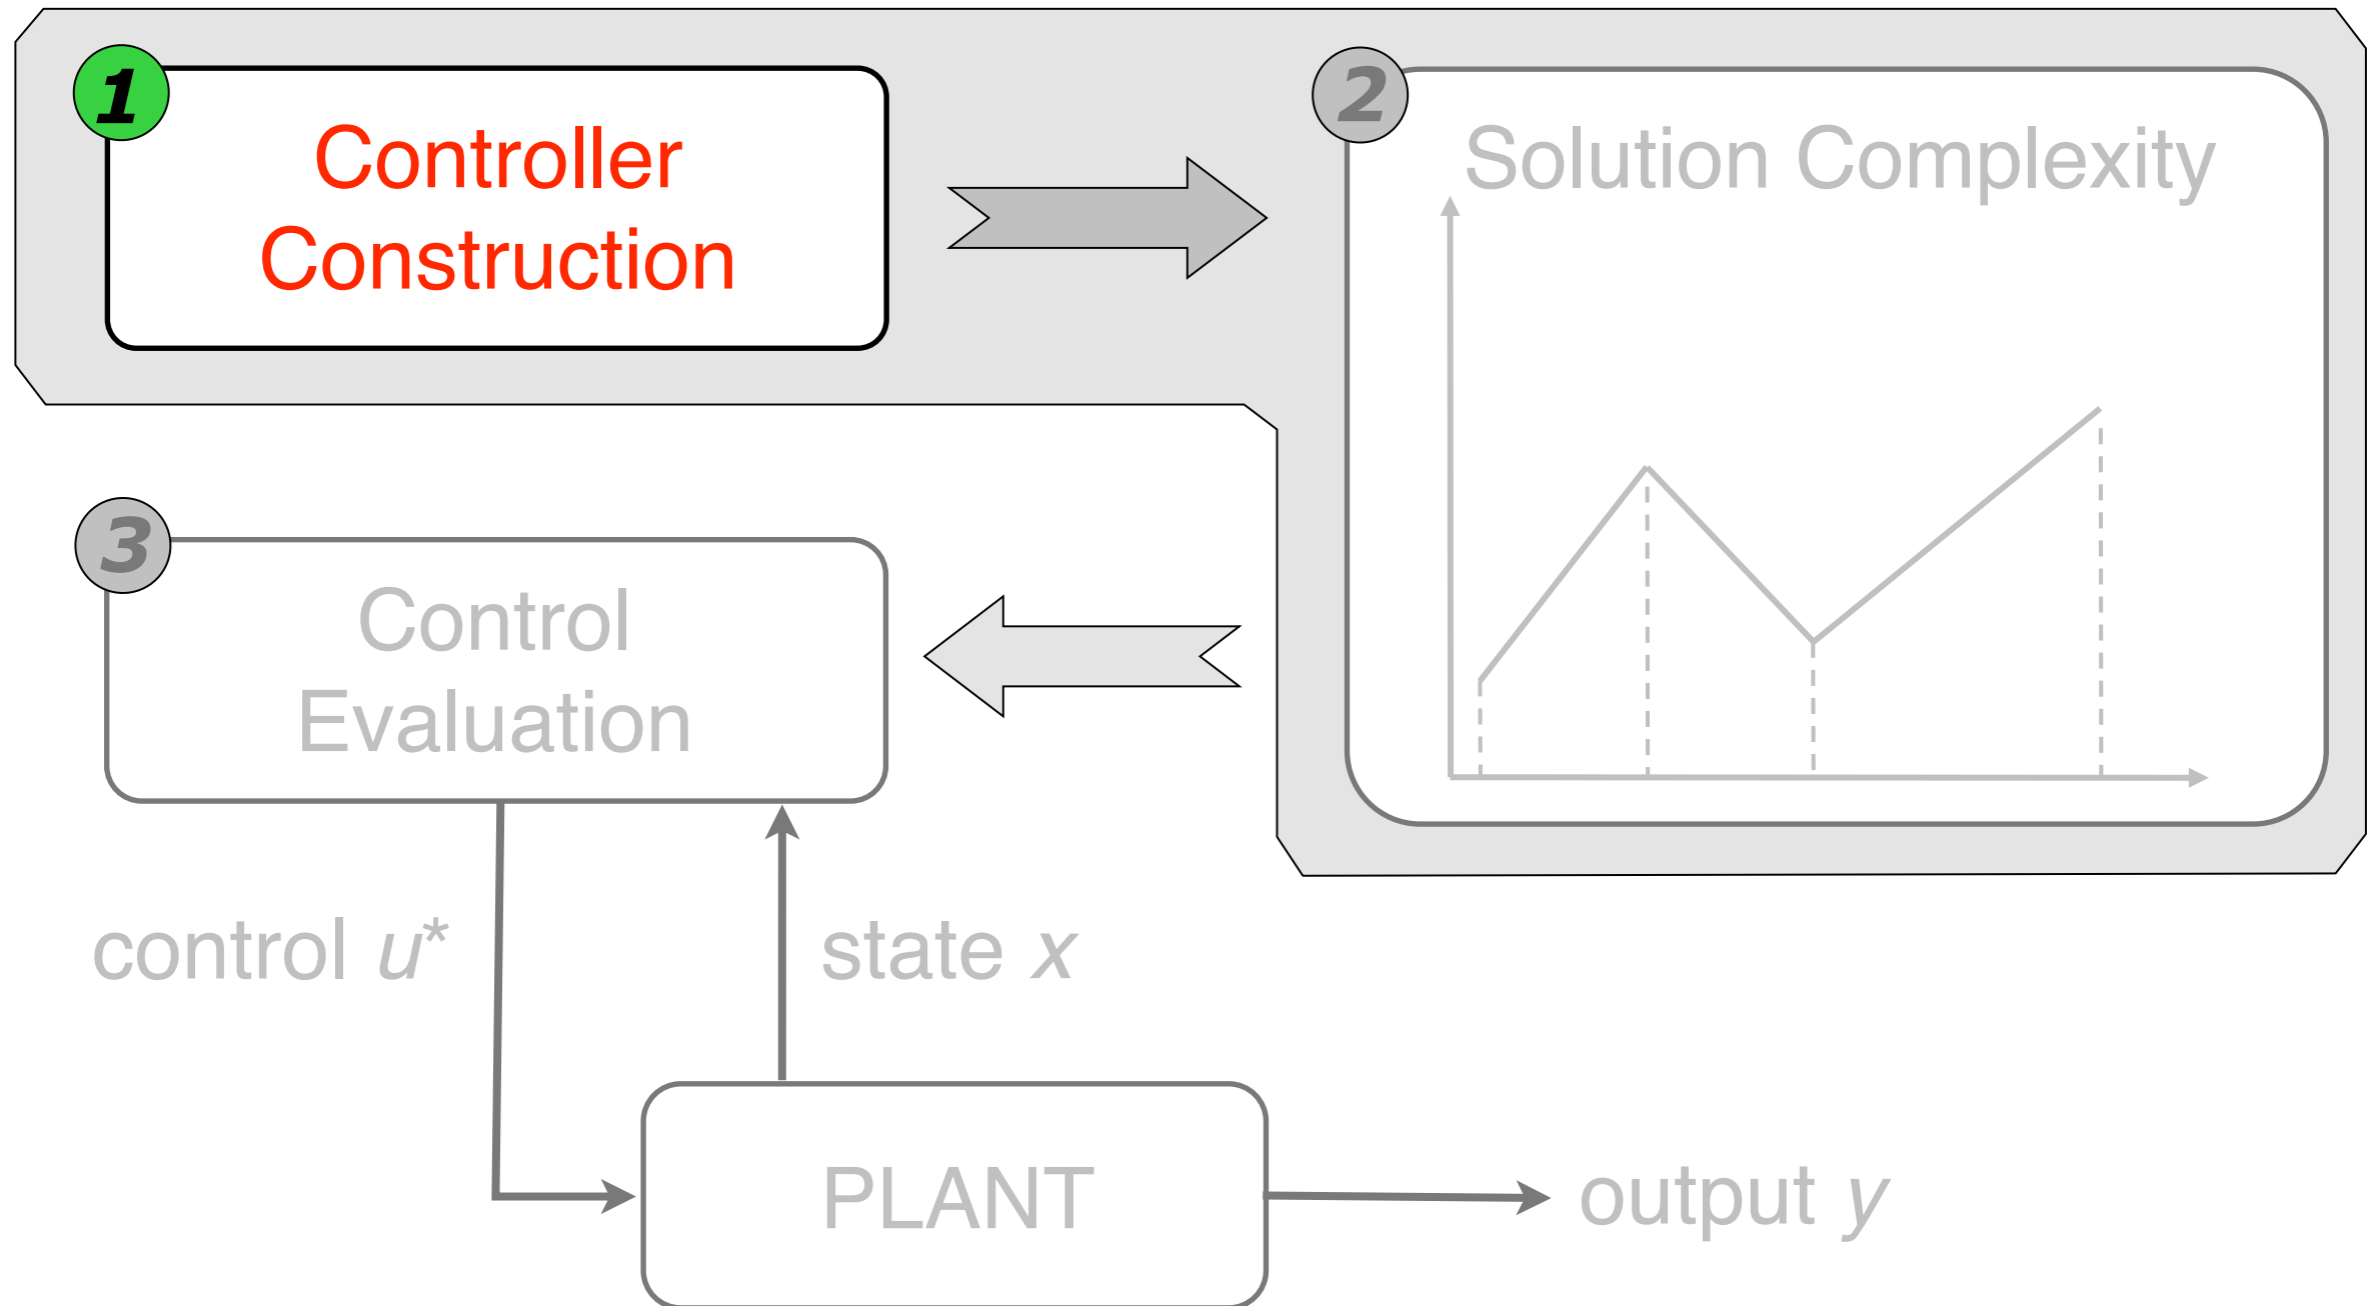 1
Controller
Construction
2
Solution Complexity
3
Control
Evaluation
control u*
state x
PLANT
output y